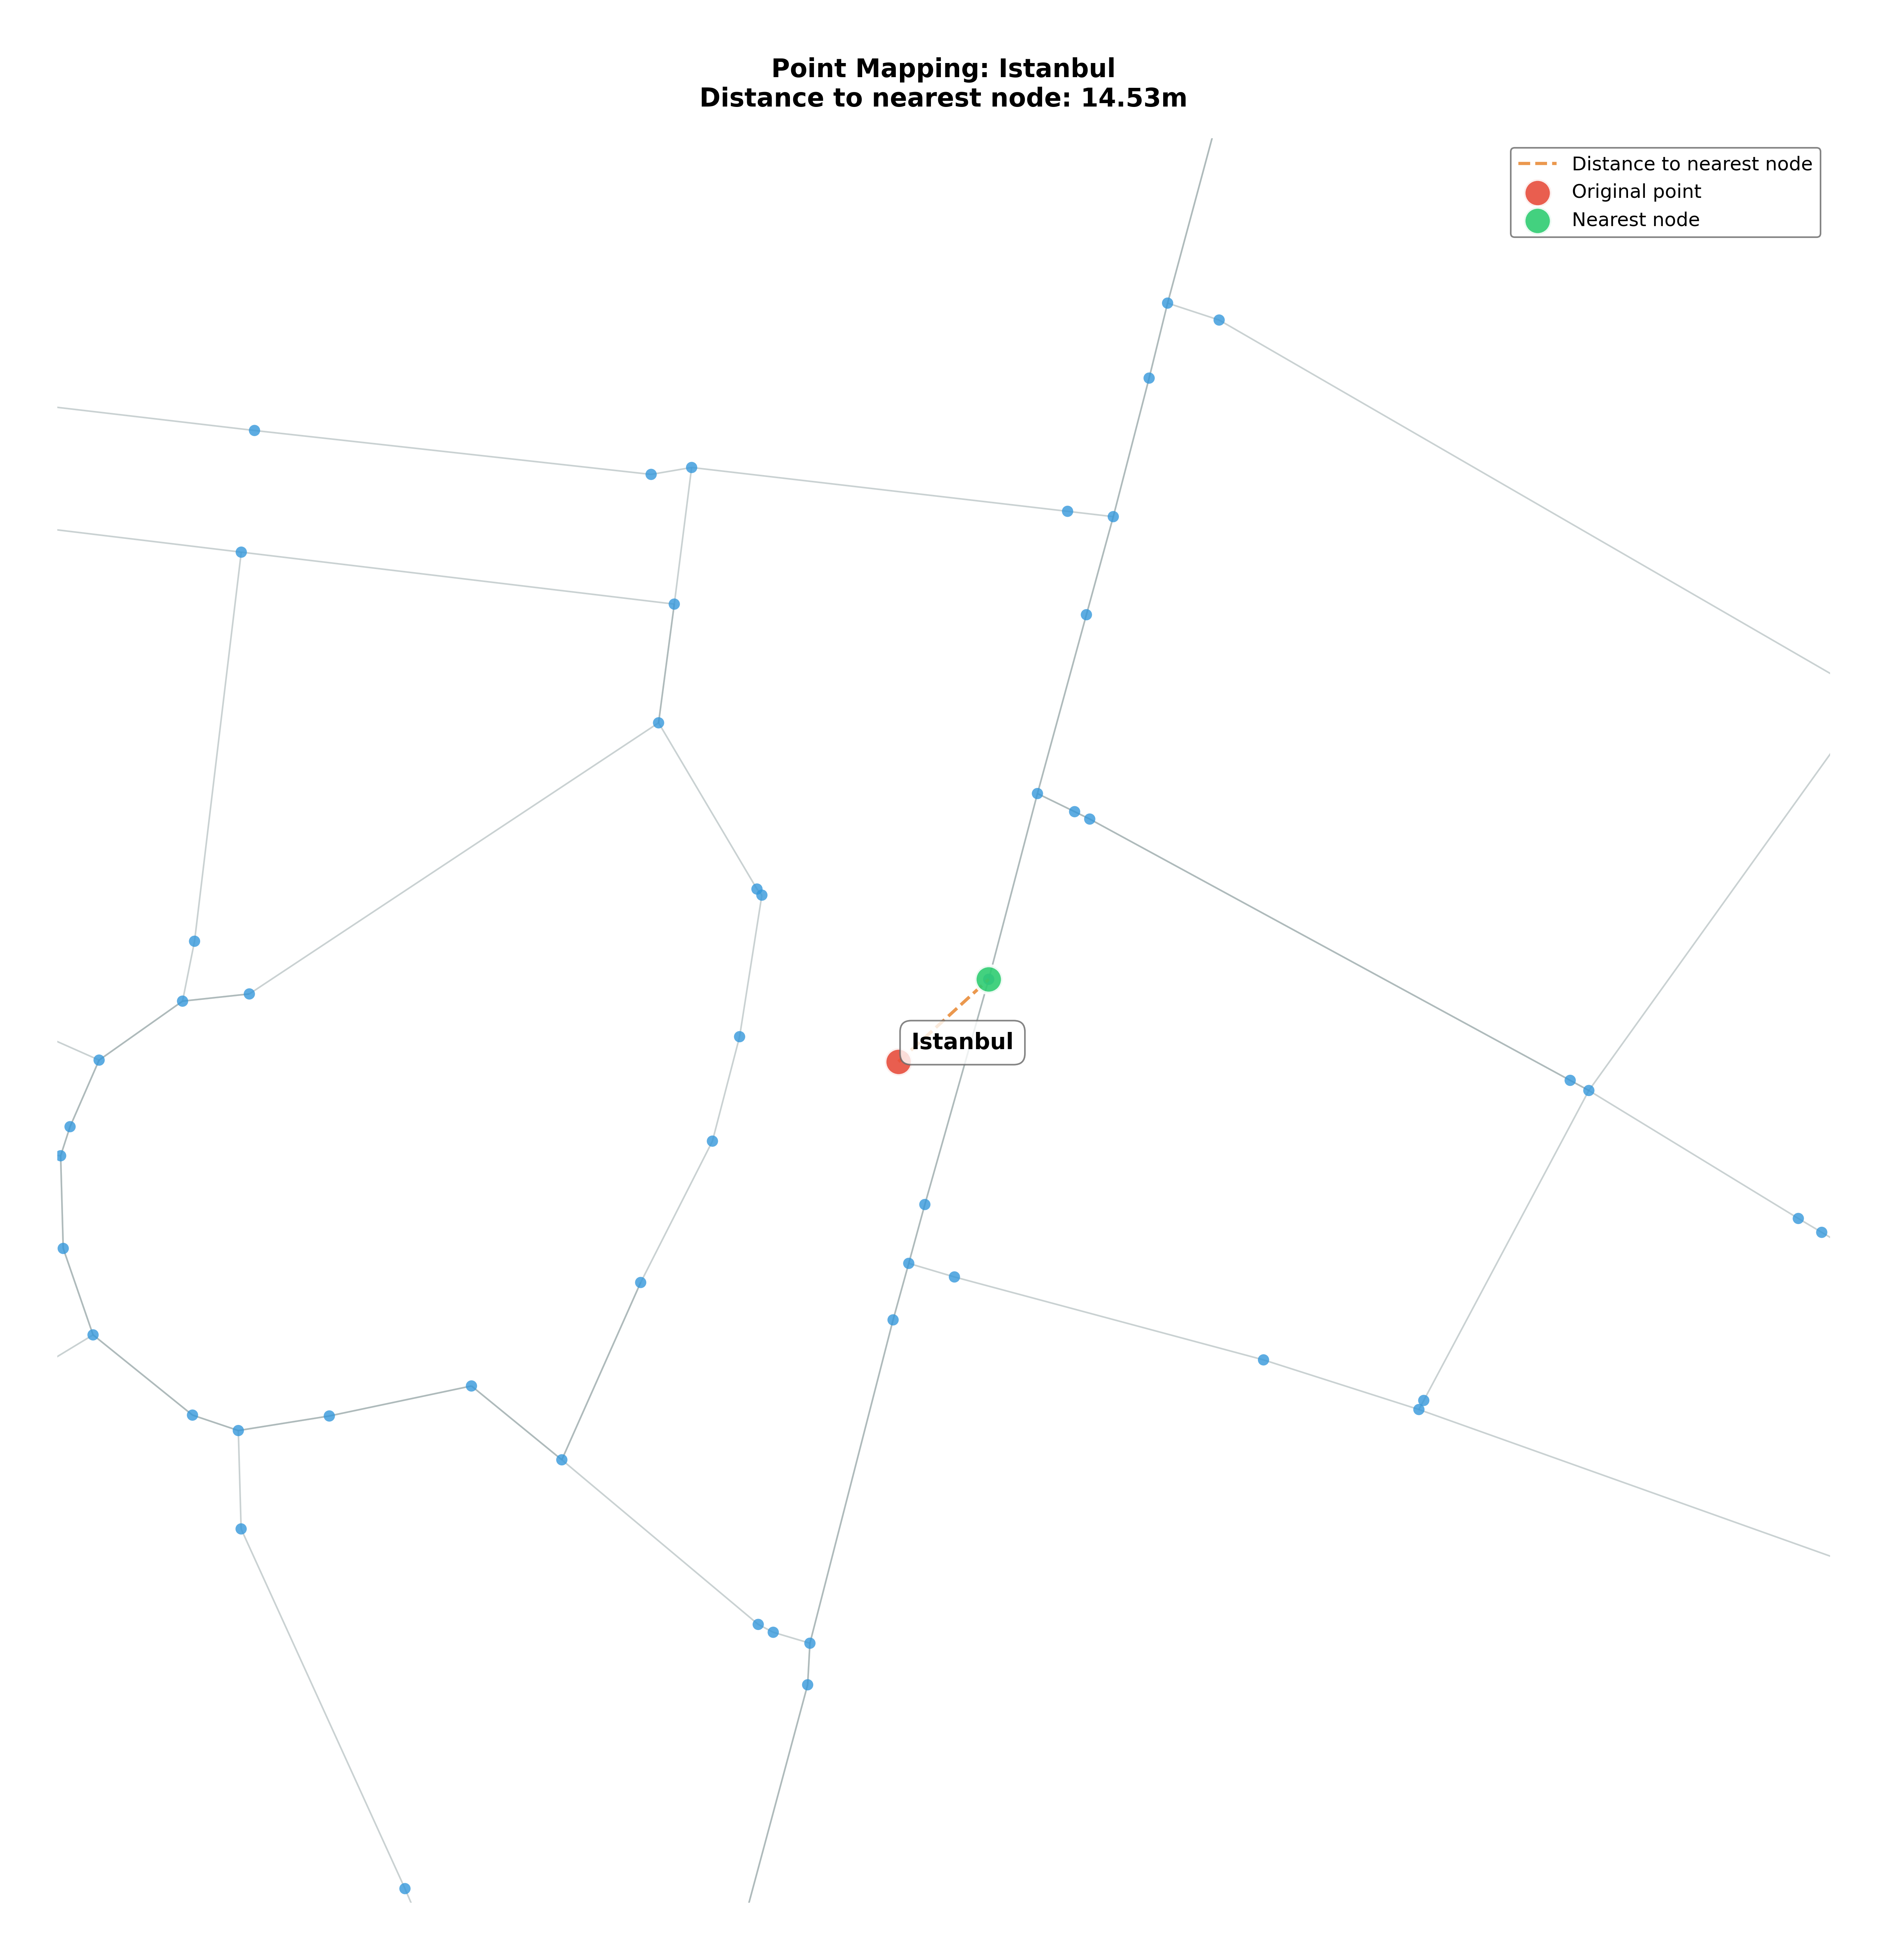 Point Mapping: Istanbul
Distance to nearest node: 14.53m
Distance to nearest node
Original point
Nearest node
Istanbul